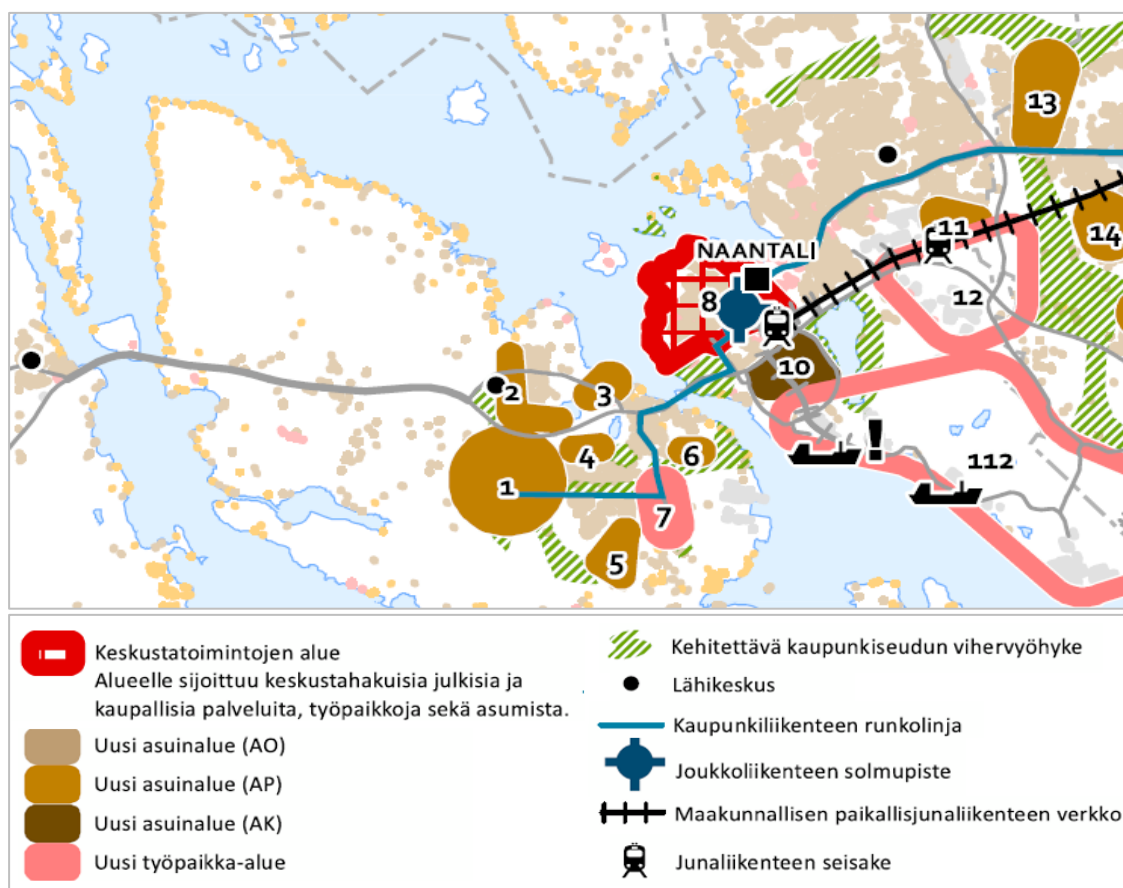 13
NAANTALI
11
14
8
12
2
3
10
4
6
!
112
1
7
5
Keskustatoimintojen alue
Alueelle sijoittuu keskustahakuisia julkisia ja
kaupallisia palveluita, työpaikkoja sekä asumista.
Uusi asuinalue (AO)
Uusi asuinalue (AP)
Uusi asuinalue (AK)
Uusi työpaikka-alue
Kehitettävä kaupunkiseudun vihervyöhyke
Lähikeskus
Kaupunkiliikenteen runkolinja
Joukkoliikenteen solmupiste
Maakunnallisen paikallisjunaliikenteen verkko
Junaliikenteen seisake